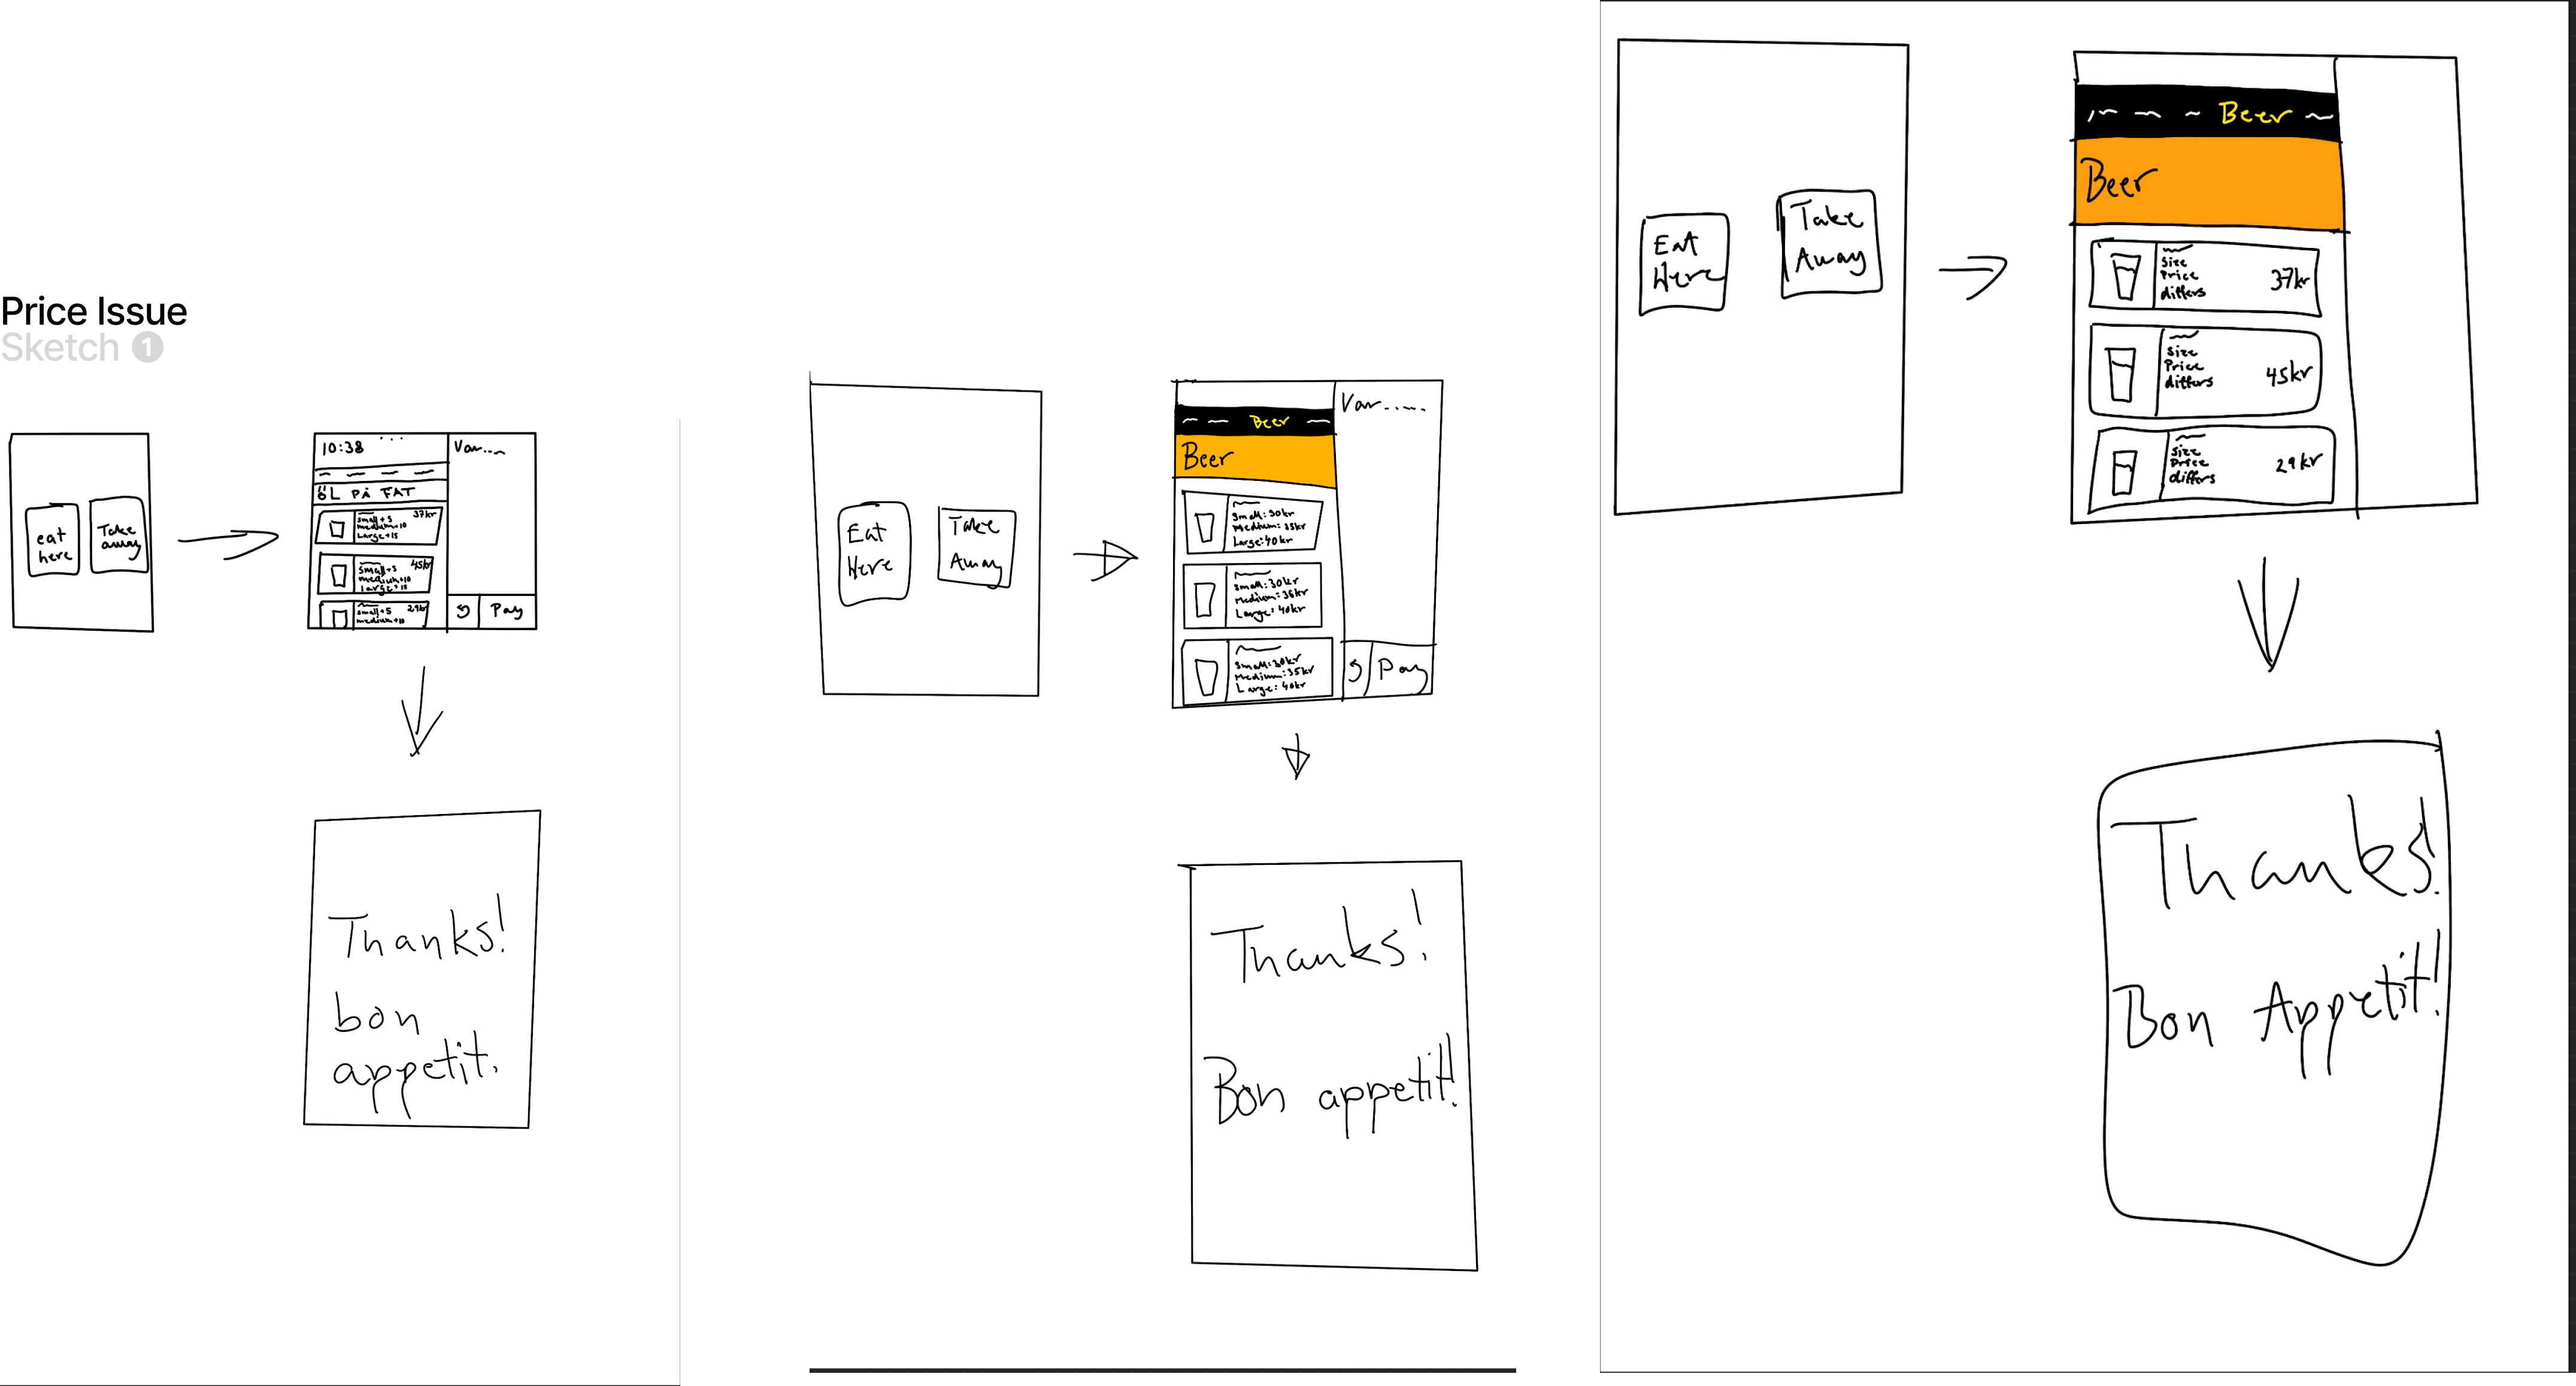 Price Issue
Sketch 1
eat
here
Take
away
10:38
ÖL PÅ FAT
37kr
small+5
medium+10
Large+15
45kr
small+5
medium+10
large+15
29kr
small+5
medium+10
Var....
Pay
Thanks!
bon
appetit.
Eat
Here
Take
Away
Beer
Beer
Small: 30kr
Medium: 35kr
Large: 40kr
Small: 30kr
Medium: 35kr
Large: 40kr
Small: 30kr
Medium: 35kr
Large: 40kr
Var.....
Pay
Thanks!
Bon appetit!
Eat
Here
Take
Away
Beer
Beer
Size
Price
differs
37kr
Size
Price
differs
45kr
Size
Price
differs
29kr
Thanks!
Bon Appetit!